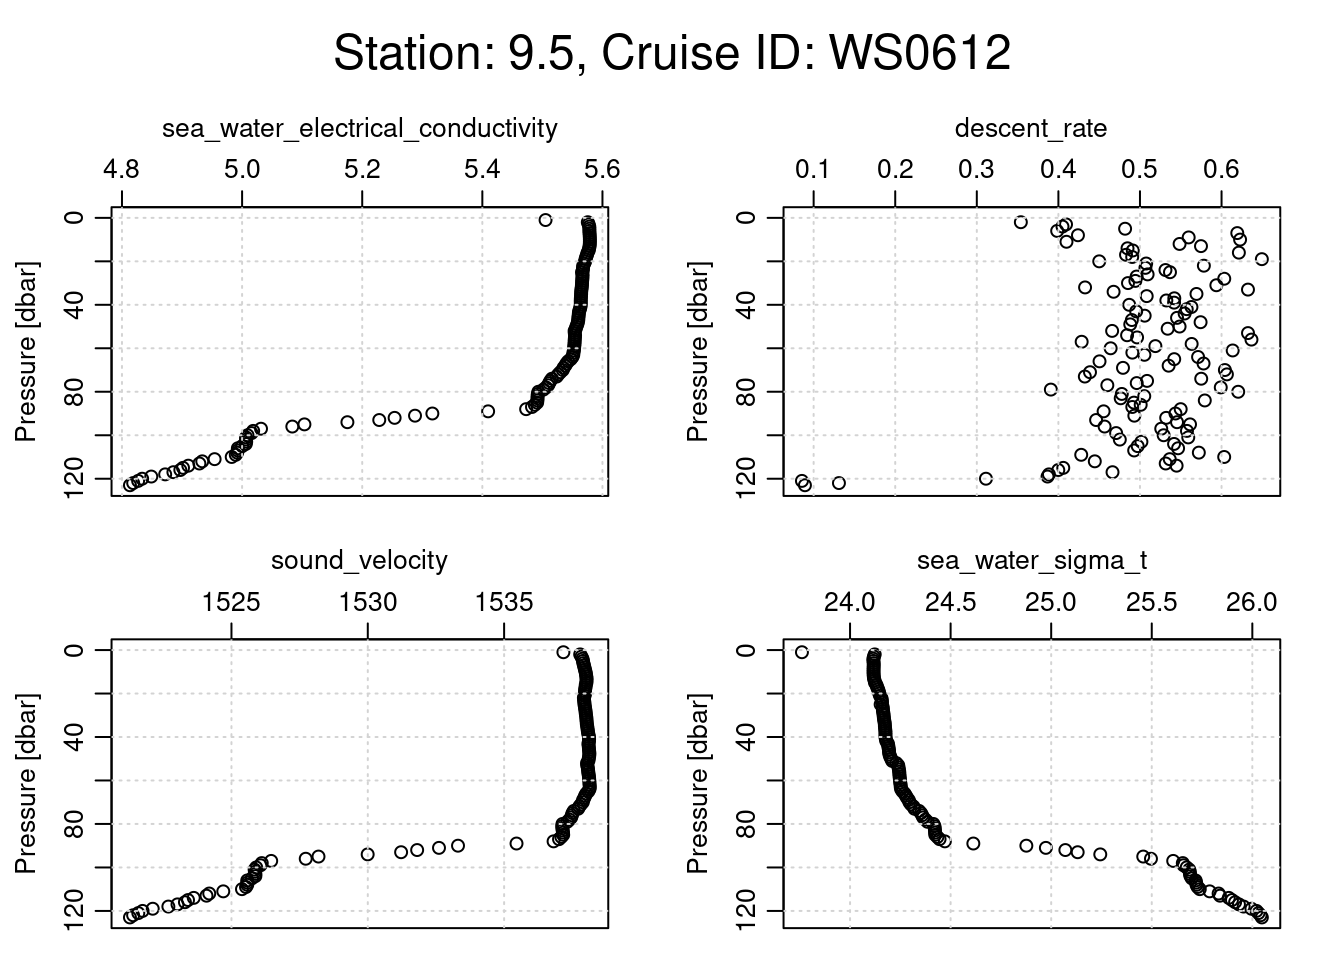 Station: 9.5, Cruise ID: WS0612
sea_water_electrical_conductivity
4.8 5.0 5.2 5.4 5.6
Pressure [dbar]
0
40
80
120
descent_rate
0.1 0.2 0.3 0.4 0.5 0.6
Pressure [dbar]
0
40
80
120
sound_velocity
1525 1530 1535
Pressure [dbar]
0
40
80
120
sea_water_sigma_t
24.0 24.5 25.0 25.5 26.0
Pressure [dbar]
0
40
80
120